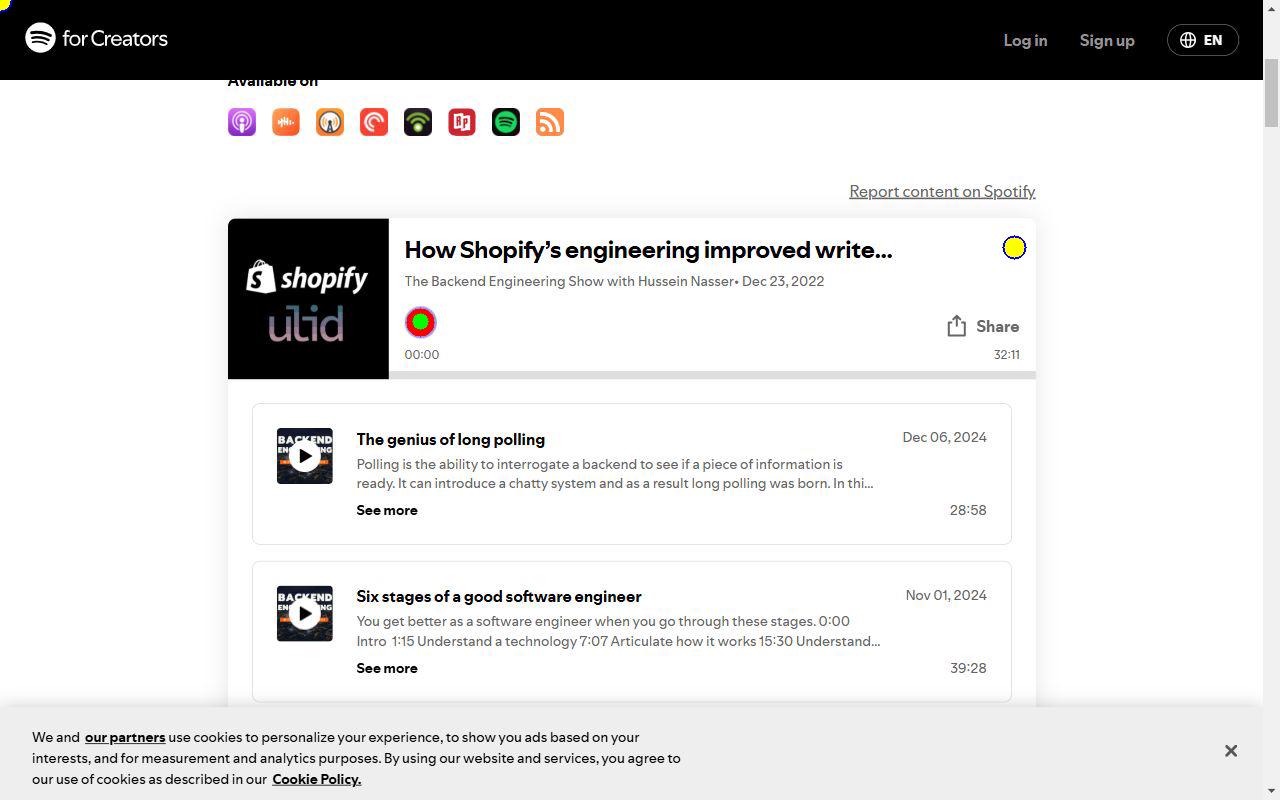 for Creators
Log in
Sign up
EN
Available on
Report content on Spotify
shopify
ulid
How Shopify's engineering improved write...
The Backend Engineering Show with Hussein Nasser• Dec 23, 2022
Share
00:00
32:11
BACKEND
The genius of long polling
Dec 06, 2024
Polling is the ability to interrogate a backend to see if a piece of information is
ready. It can introduce a chatty system and as a result long polling was born. In thi...
See more
28:58
BACKEND
Six stages of a good software engineer
Nov 01, 2024
You get better as a software engineer when you go through these stages. 0:00
Intro 1:15 Understand a technology 7:07 Articulate how it works 15:30 Understand...
See more
39:28
We and our partners use cookies to personalize your experience, to show you ads based on your
interests, and for measurement and analytics purposes. By using our website and services, you agree to
our use of cookies as described in our Cookie Policy.